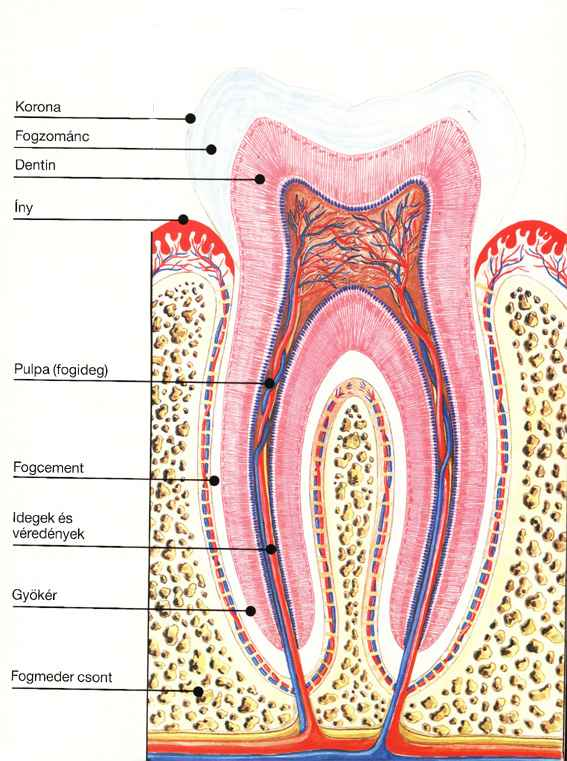 Korona
Fogzománc
Dentin
Íny
Pulpa (fogideg)
Fogcement
Idegek és
véredények
Gyökér
Fogmeder csont